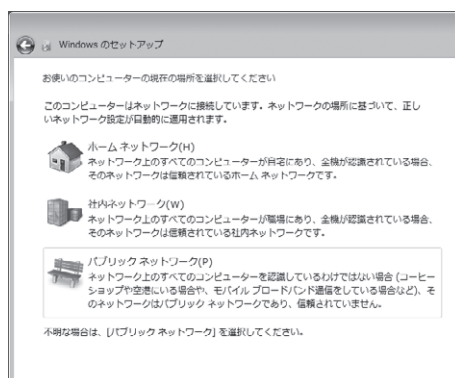 Windows のセットアップ
お使いのコンピューターの現在の場所を選択してください
このコンピューターはネットワークに接続しています。ネットワークの場所に基づいて、正し
いネットワーク設定が自動的に適用されます。
ホーム ネットワーク(H)
ネットワーク上のすべてのコンピューターが自宅にあり、全機が認識されている場合、
そのネットワークは信頼されているホーム ネットワークです。
社内ネットワーク(W)
ネットワーク上のすべてのコンピューターが職場にあり、全機が認識されている場合、
そのネットワークは信頼されている社内ネットワークです。
パブリック ネットワーク(P)
ネットワーク上のすべてのコンピューターを認識しているわけではない場合 (コーヒー
ショップや空港にいる場合や、モバイル ブロードバンド通信をしている場合など)、そ
のネットワークはパブリック ネットワークであり、信頼されていません。
不明な場合は、[パブリック ネットワーク] を選択してください。